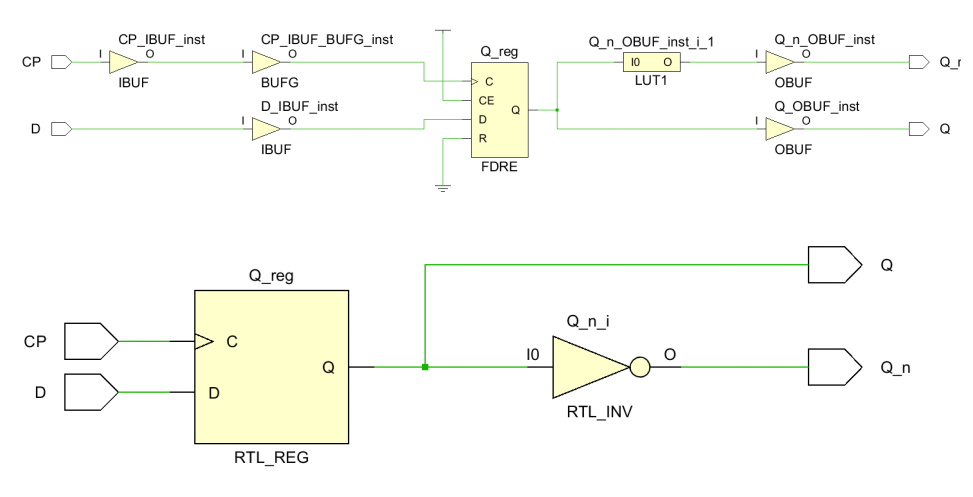 CP_IBUF_inst
CP_IBUF_BUFG_inst
Q_reg
Q_n_OBUF_inst_i_1
Q_n_OBUF_inst
CP
I
O
I
O
I0
O
I
O
IBUF
BUFG
C
LUT1
OBUF
CE
D_IBUF_inst
Q
Q_OBUF_inst
D
I
O
D
I
O
Q
IBUF
R
OBUF
FDRE
Q_reg
Q
Q_n_i
CP
C
I0
O
Q
Q_n
D
D
RTL_INV
RTL_REG